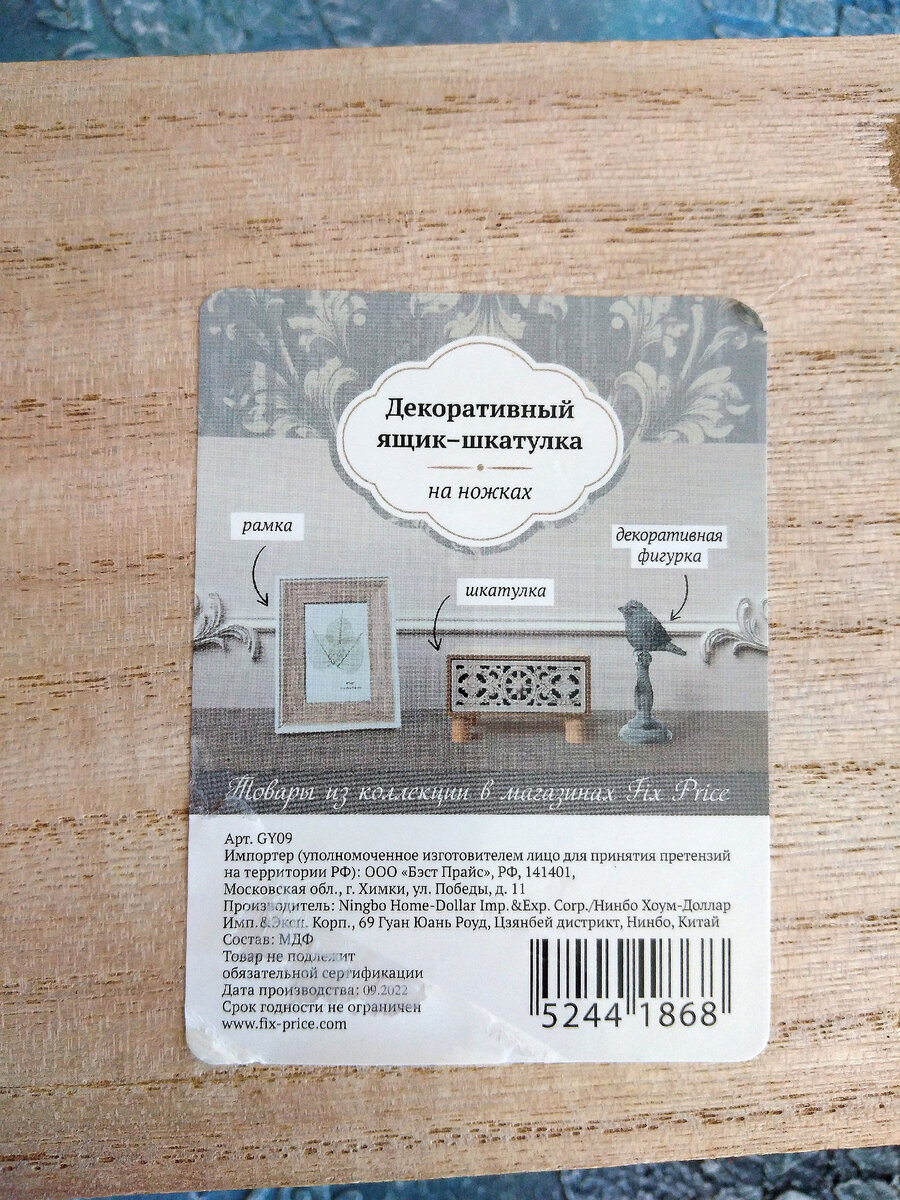 Декоративный
ящик–шкатулка
на ножках
рамка
декоративная
фигурка
шкатулка
Товары из коллекции в магазинах Fix Price
Арт. GY09
Импортер (уполномоченное изготовителем лицо для принятия претензий
на территории РФ): ООО «Бэст Прайс», РФ, 141401,
Московская обл., г. Химки, ул. Победы, д. 11
Производитель: Ningbo Home-Dollar Imp.&Exp. Corp./Нинбо Хоум-Доллар
Имп.&Эксп. Корп., 69 Гуан Юань Роуд, Цзянбей дистрикт, Нинбо, Китай
Состав: МДФ
Товар не подлежит
обязательной сертификации
Дата производства: 09.2022
Срок годности не ограничен
www.fix-price.com
5244 1868